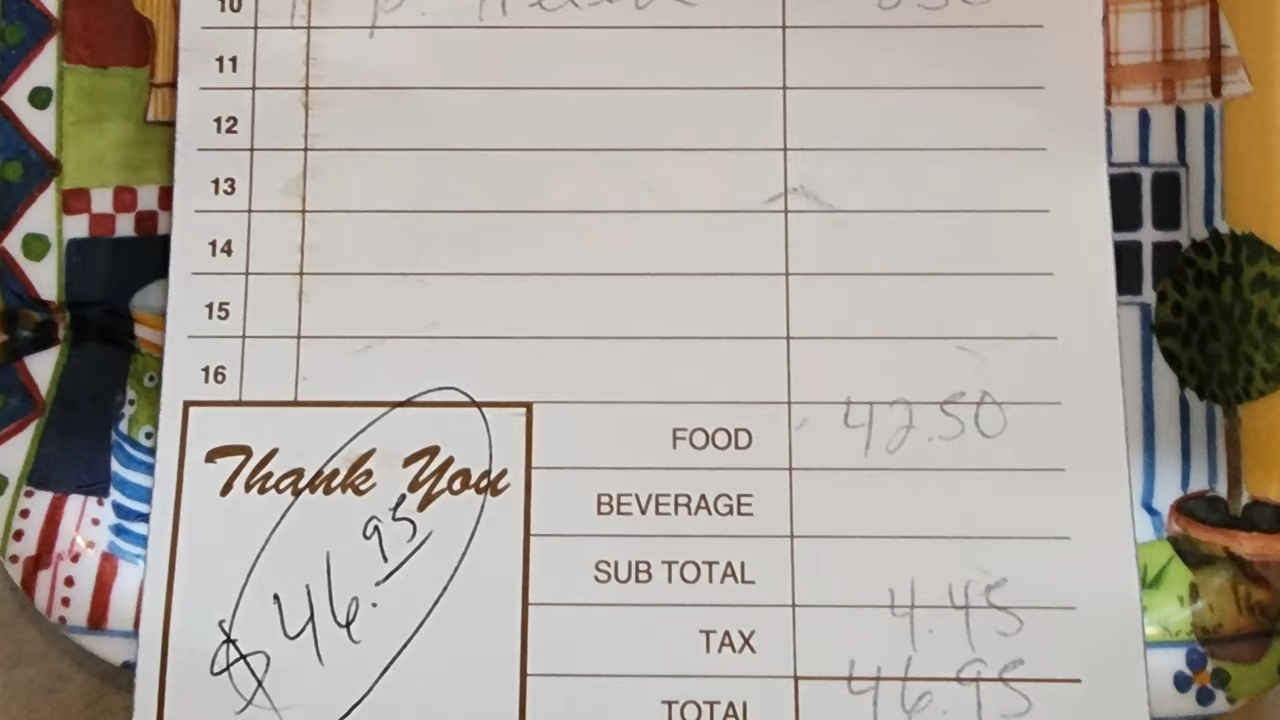 10
11
12
13
14
15
16
FOOD 42.50
Thank You
BEVERAGE
$46.95
SUB TOTAL
TAX 4.45
TOTAL 46.95